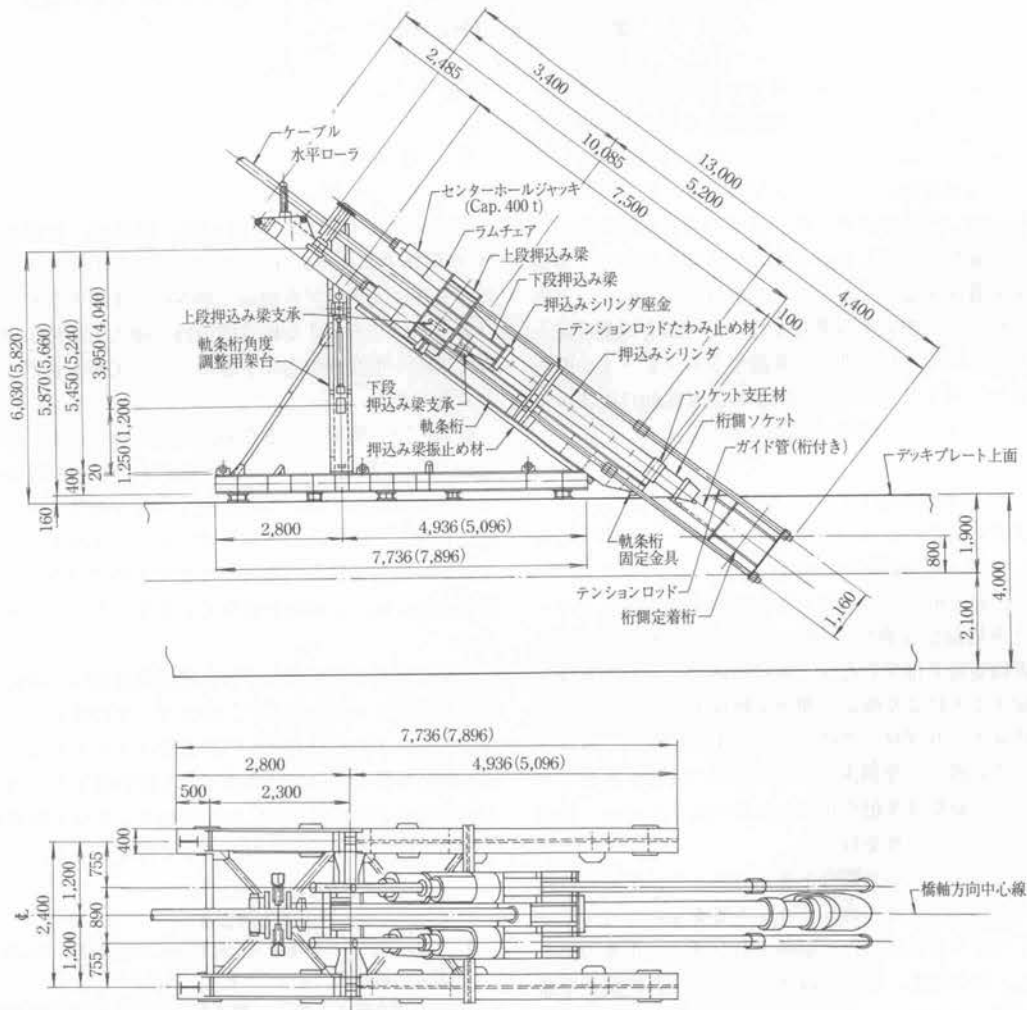 2,485
3,400
10,085
13,000
5,200
7,500
4,400
100
ケーブル
水平ローラ
センターホールジャッキ
(Cap. 400 t)
ラムチェア
上段押込み梁
下段押込み梁
押込みシリンダ座金
テンションロッドたわみ止め材
押込みシリンダ
ソケット支圧材
桁側ソケット
ガイド管(桁付き)
デッキプレート上面
上段押込み梁支承
軌条桁角度
調整用架台
下段
押込み梁支承
軌条桁
押込み梁振止め材
6,030(5,820)
5,870(5,660)
5,450(5,240)
3,950(4,040)
1,250(1,200)
20
400
160
2,800
4,936(5,096)
7,736(7,896)
軌条桁
固定金具
テンションロッド
桁側定着桁
1,160
800
1,900
2,100
4,000
7,736(7,896)
2,800
4,936(5,096)
500
2,300
400
755
1,200
890
2,400
1,200
755
℄
橋軸方向中心線